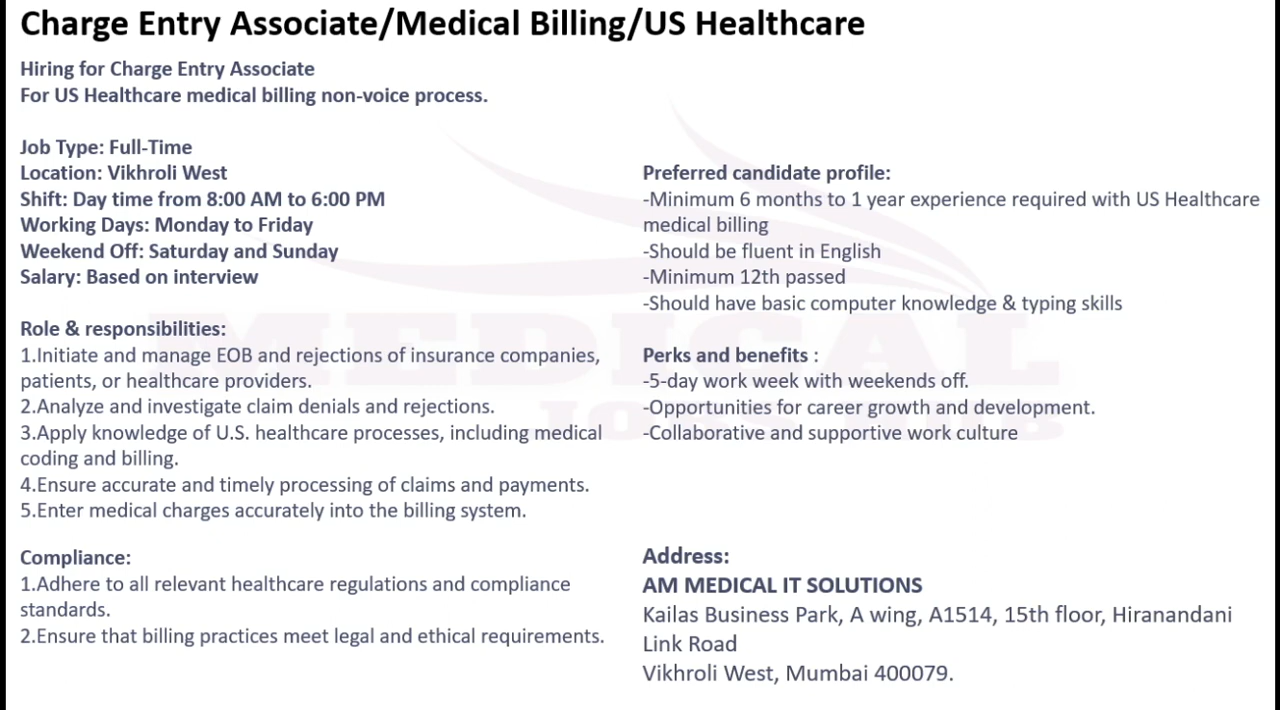 Charge Entry Associate/Medical Billing/US Healthcare
Hiring for Charge Entry Associate
For US Healthcare medical billing non-voice process.
Job Type: Full-Time
Location: Vikhroli West
Shift: Day time from 8:00 AM to 6:00 PM
Working Days: Monday to Friday
Weekend Off: Saturday and Sunday
Salary: Based on interview
Role & responsibilities:
1.Initiate and manage EOB and rejections of insurance companies,
patients, or healthcare providers.
2.Analyze and investigate claim denials and rejections.
3.Apply knowledge of U.S. healthcare processes, including medical
coding and billing.
4.Ensure accurate and timely processing of claims and payments.
5.Enter medical charges accurately into the billing system.
Compliance:
1.Adhere to all relevant healthcare regulations and compliance
standards.
2.Ensure that billing practices meet legal and ethical requirements.
Preferred candidate profile:
-Minimum 6 months to 1 year experience required with US Healthcare
medical billing
-Should be fluent in English
-Minimum 12th passed
-Should have basic computer knowledge & typing skills
Perks and benefits :
-5-day work week with weekends off.
-Opportunities for career growth and development.
-Collaborative and supportive work culture
Address:
AM MEDICAL IT SOLUTIONS
Kailas Business Park, A wing, A1514, 15th floor, Hiranandani
Link Road
Vikhroli West, Mumbai 400079.
MEDICAL